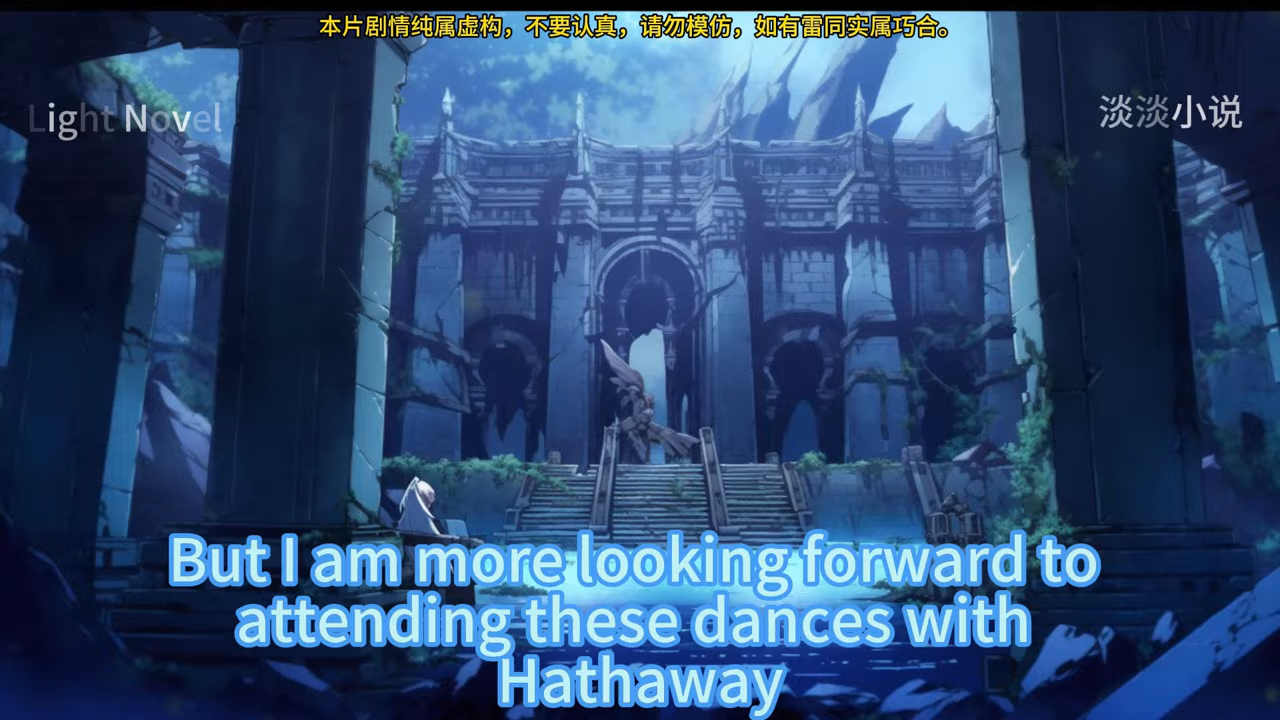 本片剧情纯属虚构，不要认真，请勿模仿，如有雷同实属巧合。
Light Novel
淡淡小说
But I am more looking forward to
attending these dances with
Hathaway